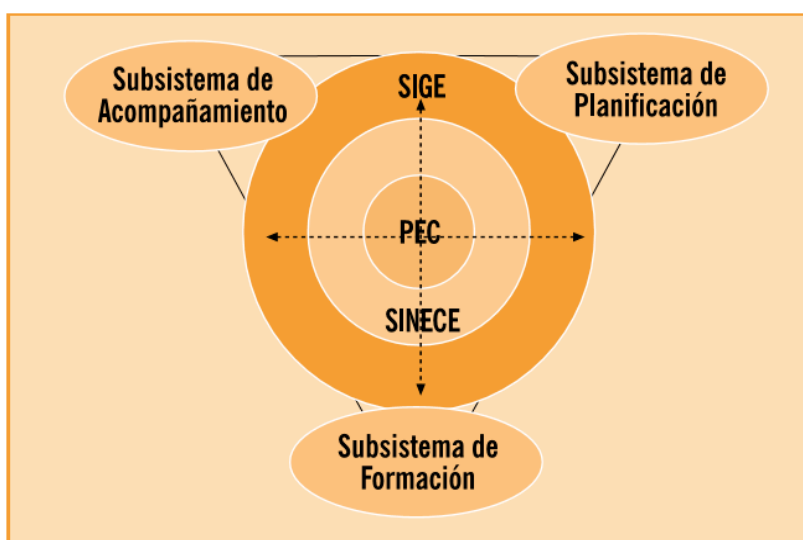 Subsistema de
Acompañamiento
SIGE
Subsistema de
Planificación
PEC
SINECE
Subsistema de
Formación